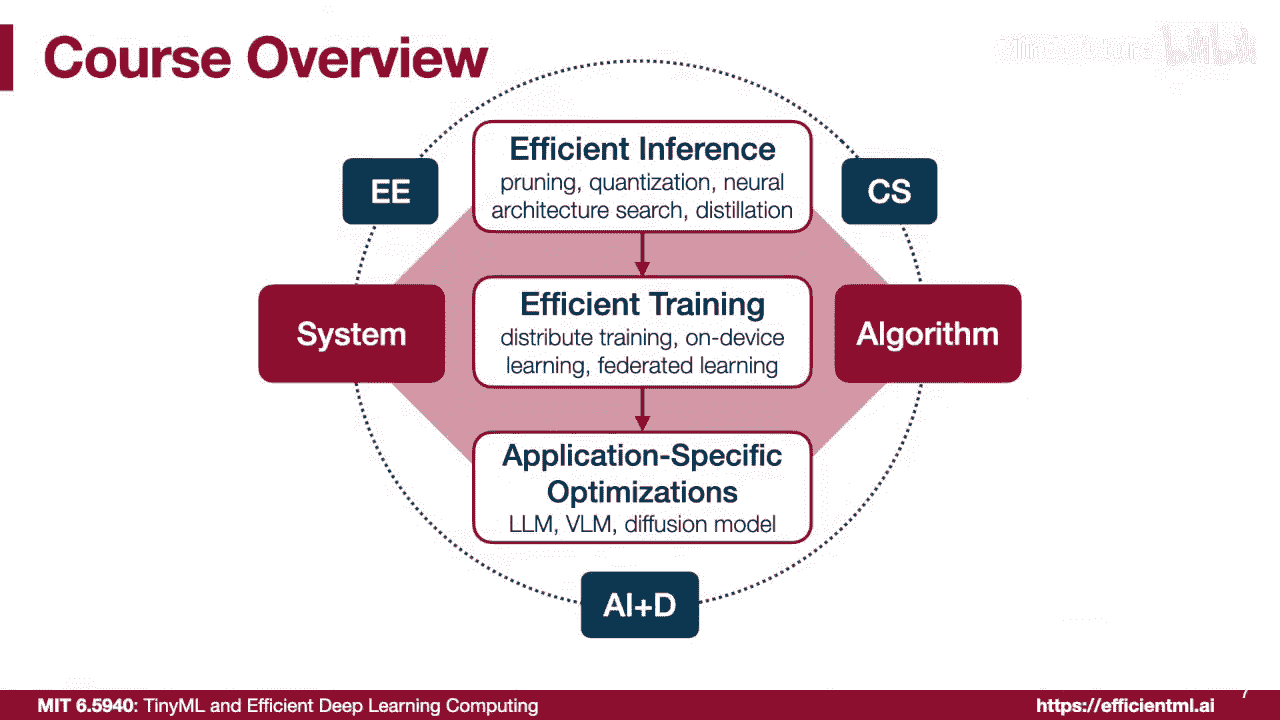 Course Overview
EE
CS
Efficient Inference
pruning, quantization, neural
architecture search, distillation
System
Algorithm
Efficient Training
distribute training, on-device
learning, federated learning
Application-Specific
Optimizations
LLM, VLM, diffusion model
AI+D
MIT 6.5940: TinyML and Efficient Deep Learning Computing
https://efficientml.ai
7